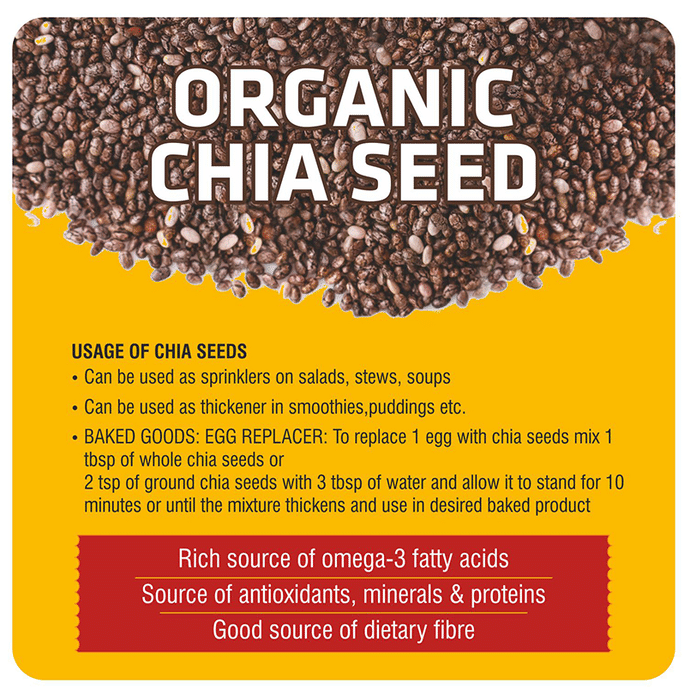 ORGANIC
CHIA SEED
USAGE OF CHIA SEEDS
• Can be used as sprinklers on salads, stews, soups
• Can be used as thickener in smoothies,puddings etc.
• BAKED GOODS: EGG REPLACER: To replace 1 egg with chia seeds mix 1
tbsp of whole chia seeds or
2 tsp of ground chia seeds with 3 tbsp of water and allow it to stand for 10
minutes or until the mixture thickens and use in desired baked product
Rich source of omega-3 fatty acids
Source of antioxidants, minerals & proteins
Good source of dietary fibre